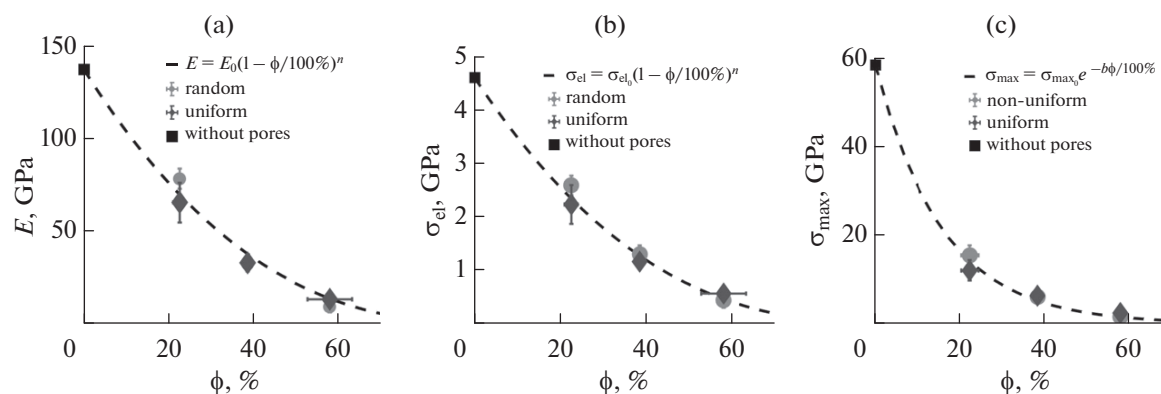 (a)
150
100
50
0
20
40
60
E, GPa
ϕ, %
E = E₀(1 – ϕ/100%)ⁿ
random
uniform
without pores
(b)
5
4
3
2
1
0
20
40
60
σel, GPa
ϕ, %
σel = σel₀(1 – ϕ/100%)ⁿ
random
uniform
without pores
(c)
60
40
20
0
20
40
60
σmax, GPa
ϕ, %
σmax = σmax₀e –bϕ/100%
non-uniform
uniform
without pores